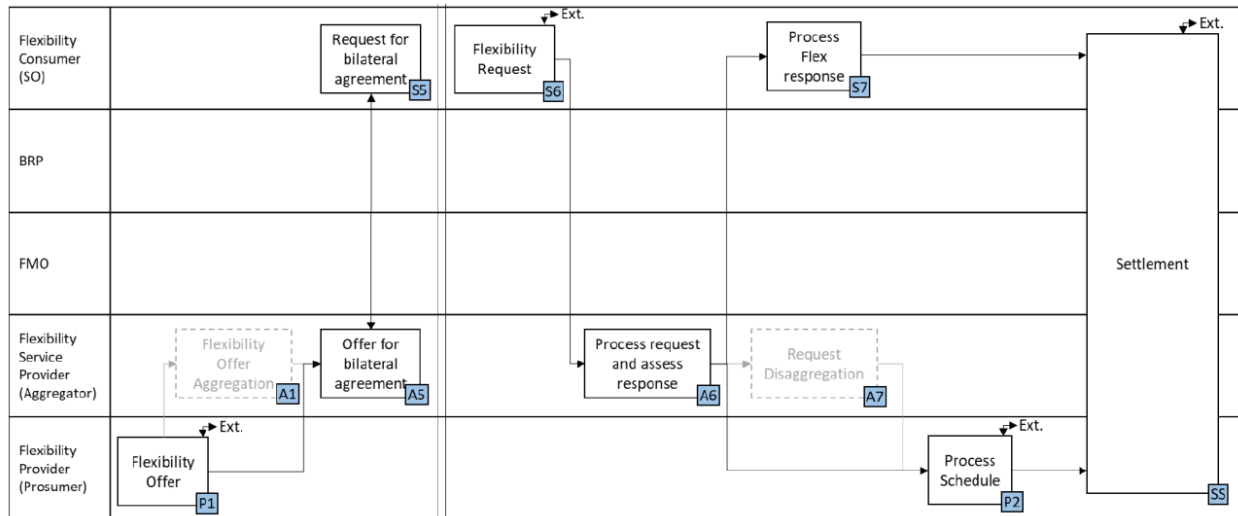 Flexibility
Consumer
(SO)
Request for
bilateral
agreement
S5
Flexibility
Request
S6
Ext.
Process
Flex
response
S7
Ext.
BRP
FMO
Settlement
SS
Flexibility
Service
Provider
(Aggregator)
Flexibility
Offer
Aggregation
A1
Offer for
bilateral
agreement
A5
Process request
and assess
response
A6
Request
Disaggregation
A7
Flexibility
Provider
(Prosumer)
Flexibility
Offer
P1
Ext.
Process
Schedule
P2
Ext.